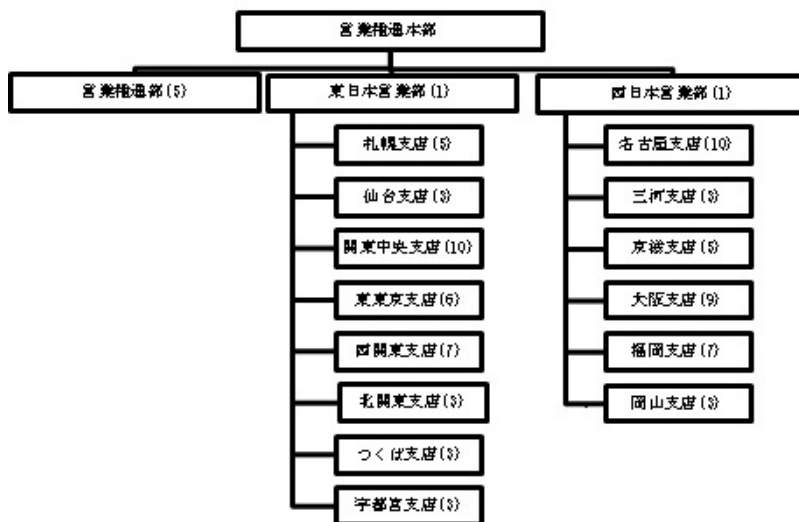 営業推進本部
営業推進部(5)
東日本営業部(1)
西日本営業部(1)
札幌支店(5)
仙台支店(3)
関東中央支店(10)
東東京支店(6)
西関東支店(7)
北関東支店(3)
つくば支店(3)
宇都宮支店(3)
名古屋支店(10)
三河支店(3)
京滋支店(5)
大阪支店(9)
福岡支店(7)
岡山支店(3)